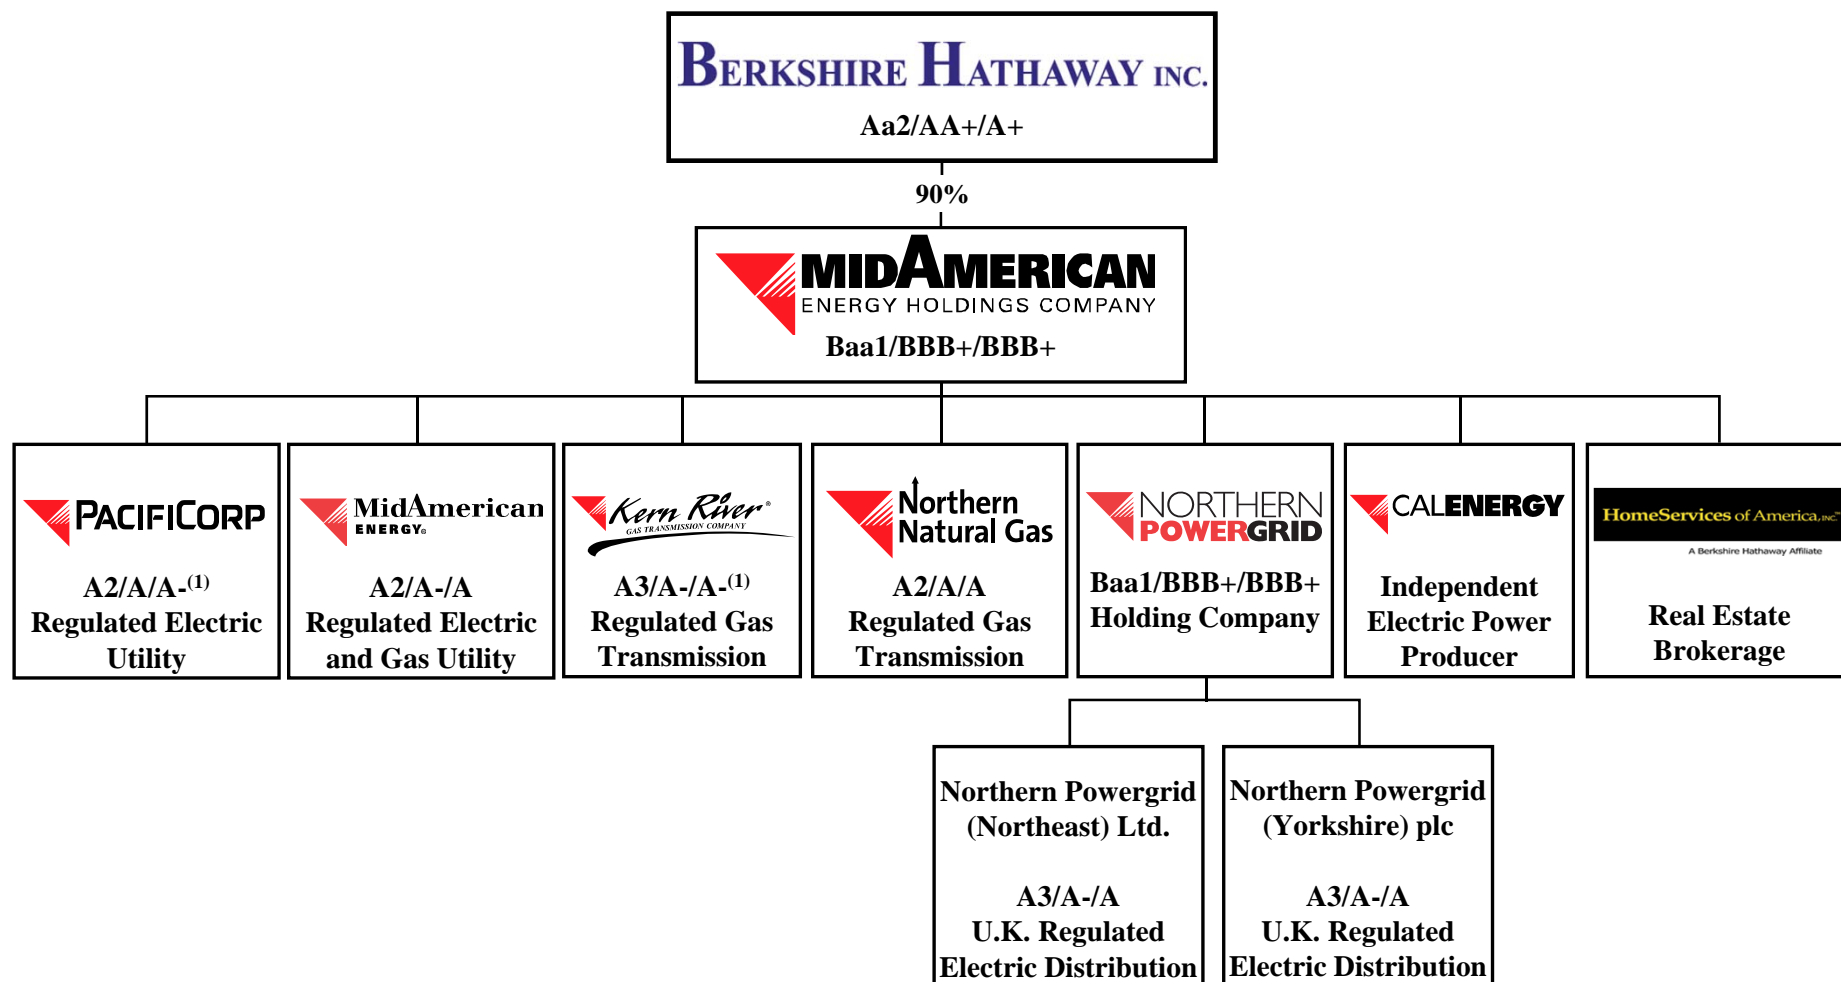 BERKSHIRE HATHAWAY INC.
Aa2/AA+/A+
90%
MIDAMERICAN
ENERGY HOLDINGS COMPANY
Baa1/BBB+/BBB+
PACIFICORP
A2/A/A-(1)
Regulated Electric
Utility
MidAmerican
ENERGY®
A2/A-/A
Regulated Electric
and Gas Utility
Kern River®
GAS TRANSMISSION COMPANY
A3/A-/A-(1)
Regulated Gas
Transmission
Northern
Natural Gas
A2/A/A
Regulated Gas
Transmission
NORTHERN
POWERGRID
Baa1/BBB+/BBB+
Holding Company
CALENERGY
Independent
Electric Power
Producer
HomeServices of America, INC.™
A Berkshire Hathaway Affiliate
Real Estate
Brokerage
Northern Powergrid
(Northeast) Ltd.
A3/A-/A
U.K. Regulated
Electric Distribution
Northern Powergrid
(Yorkshire) plc
A3/A-/A
U.K. Regulated
Electric Distribution